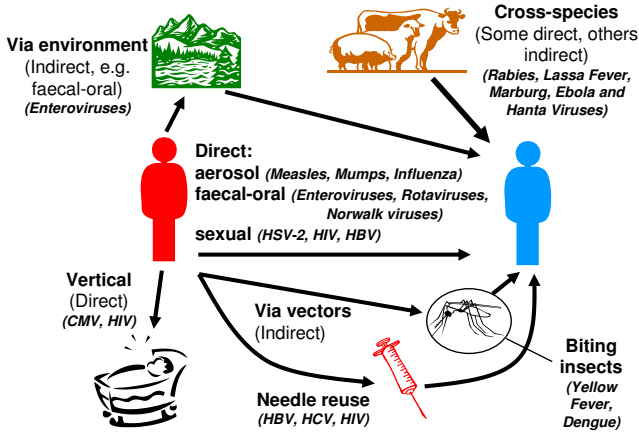 Via environment
(Indirect, e.g.
faecal-oral)
(Enteroviruses)
Cross-species
(Some direct, others
indirect)
(Rabies, Lassa Fever,
Marburg, Ebola and
Hanta Viruses)
Direct:
aerosol (Measles, Mumps, Influenza)
faecal-oral (Enteroviruses, Rotaviruses,
Norwalk viruses)
sexual (HSV-2, HIV, HBV)
Vertical
(Direct)
(CMV, HIV)
Via vectors
(Indirect)
Biting
insects
(Yellow
Fever,
Dengue)
Needle reuse
(HBV, HCV, HIV)